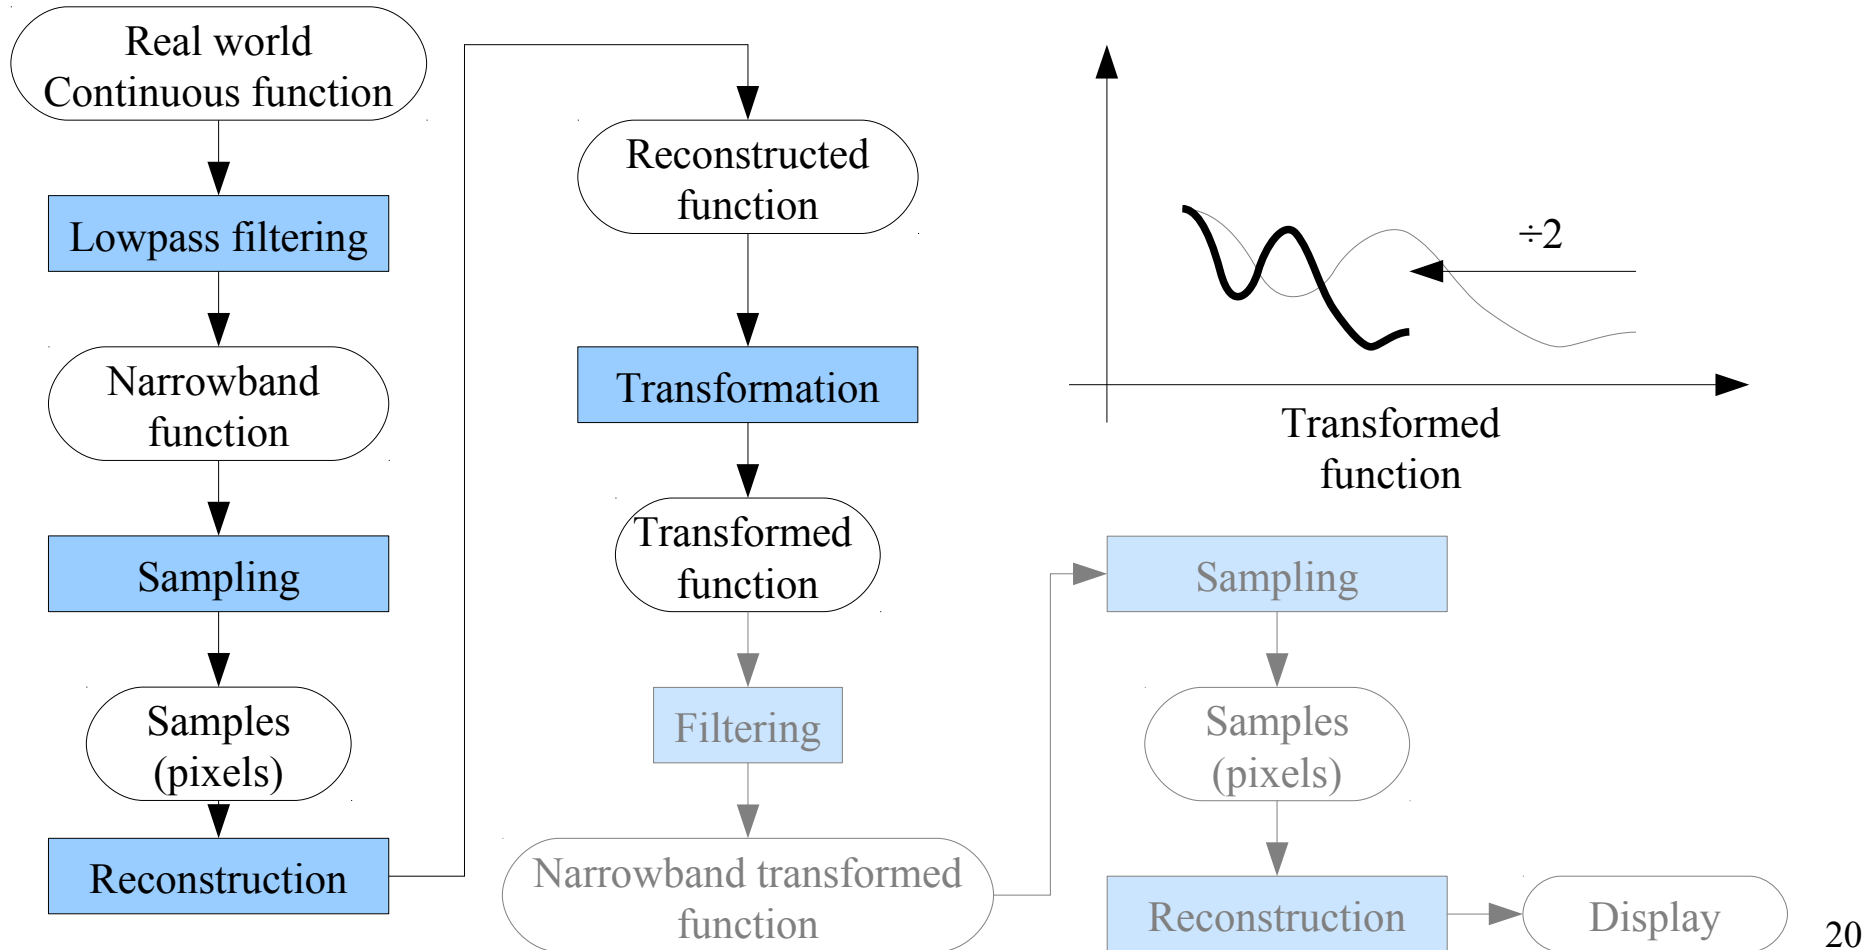 Real world
Continuous function
Lowpass filtering
Narrowband
function
Sampling
Samples
(pixels)
Reconstruction
Reconstructed
function
Transformation
Transformed
function
Filtering
Narrowband transformed
function
÷2
Transformed
function
Sampling
Samples
(pixels)
Reconstruction
Display
20